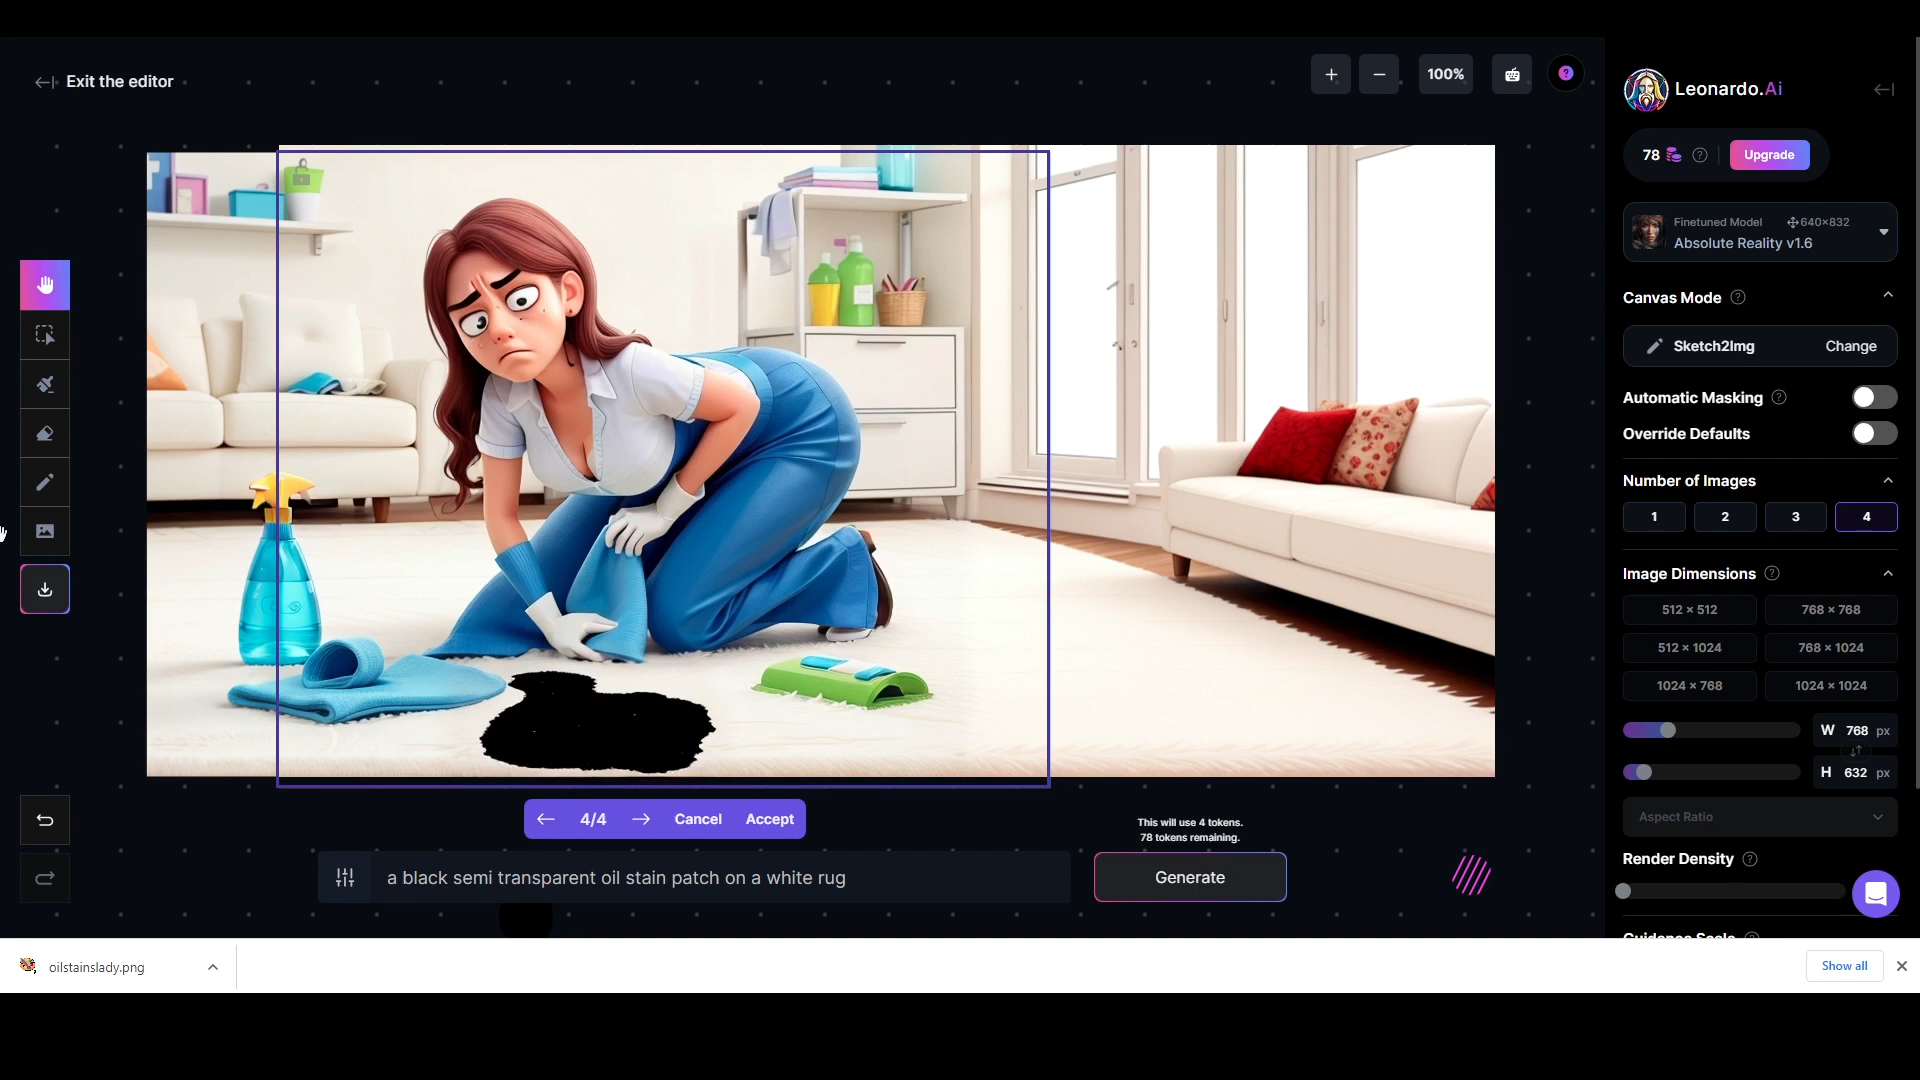 Exit the editor
100%
Leonardo.Ai
78
Upgrade
Finetuned Model
640×832
Absolute Reality v1.6
Canvas Mode
Sketch2Img
Change
Automatic Masking
Override Defaults
Number of Images
1
2
3
4
Image Dimensions
512 × 512
768 × 768
512 × 1024
768 × 1024
1024 × 768
1024 × 1024
W 768 px
H 632 px
Aspect Ratio
Render Density
Guidance Scale
4/4
Cancel
Accept
This will use 4 tokens.
78 tokens remaining.
a black semi transparent oil stain patch on a white rug
Generate
oilstainslady.png
Show all